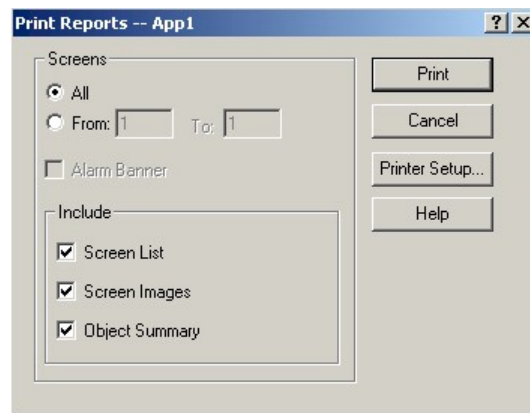 Print Reports -- App1
Screens
All
From: 1 To: 1
Alarm Banner
Include
Screen List
Screen Images
Object Summary
Print
Cancel
Printer Setup...
Help